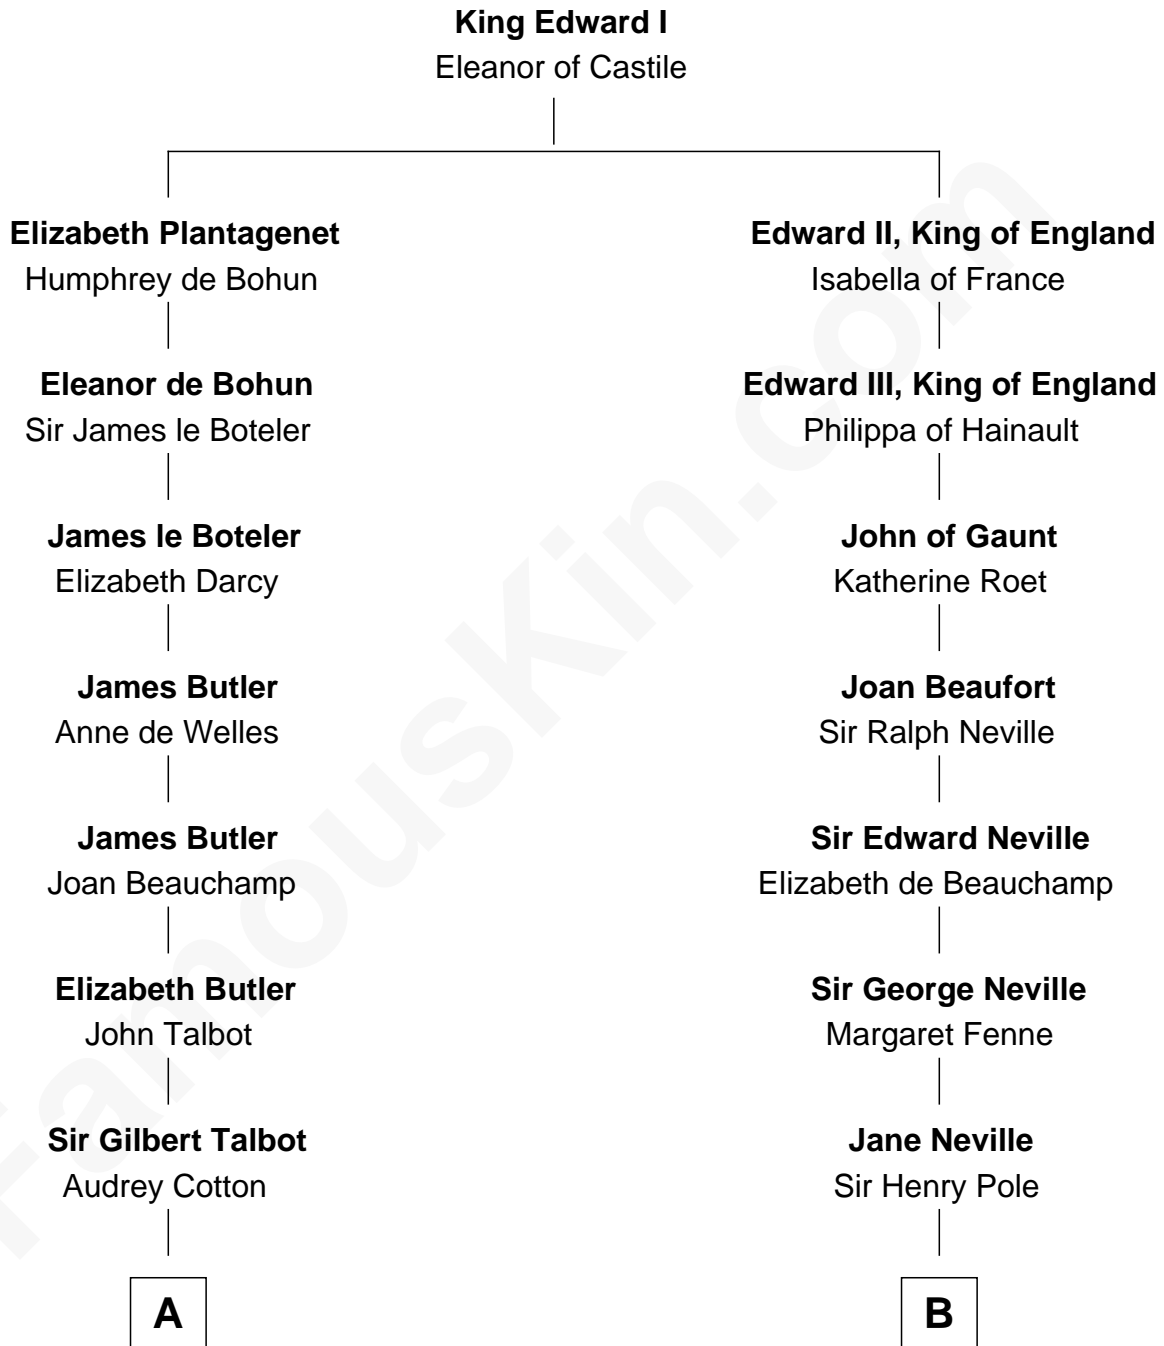 King Edward I
Eleanor of Castile
Elizabeth Plantagenet
Humphrey de Bohun
Edward II, King of England
Isabella of France
Eleanor de Bohun
Sir James le Boteler
Edward III, King of England
Philippa of Hainault
James le Boteler
Elizabeth Darcy
John of Gaunt
Katherine Roet
James Butler
Anne de Welles
Joan Beaufort
Sir Ralph Neville
James Butler
Joan Beauchamp
Sir Edward Neville
Elizabeth de Beauchamp
Elizabeth Butler
John Talbot
Sir George Neville
Margaret Fenne
Sir Gilbert Talbot
Audrey Cotton
Jane Neville
Sir Henry Pole
A
B
FamousKin.com